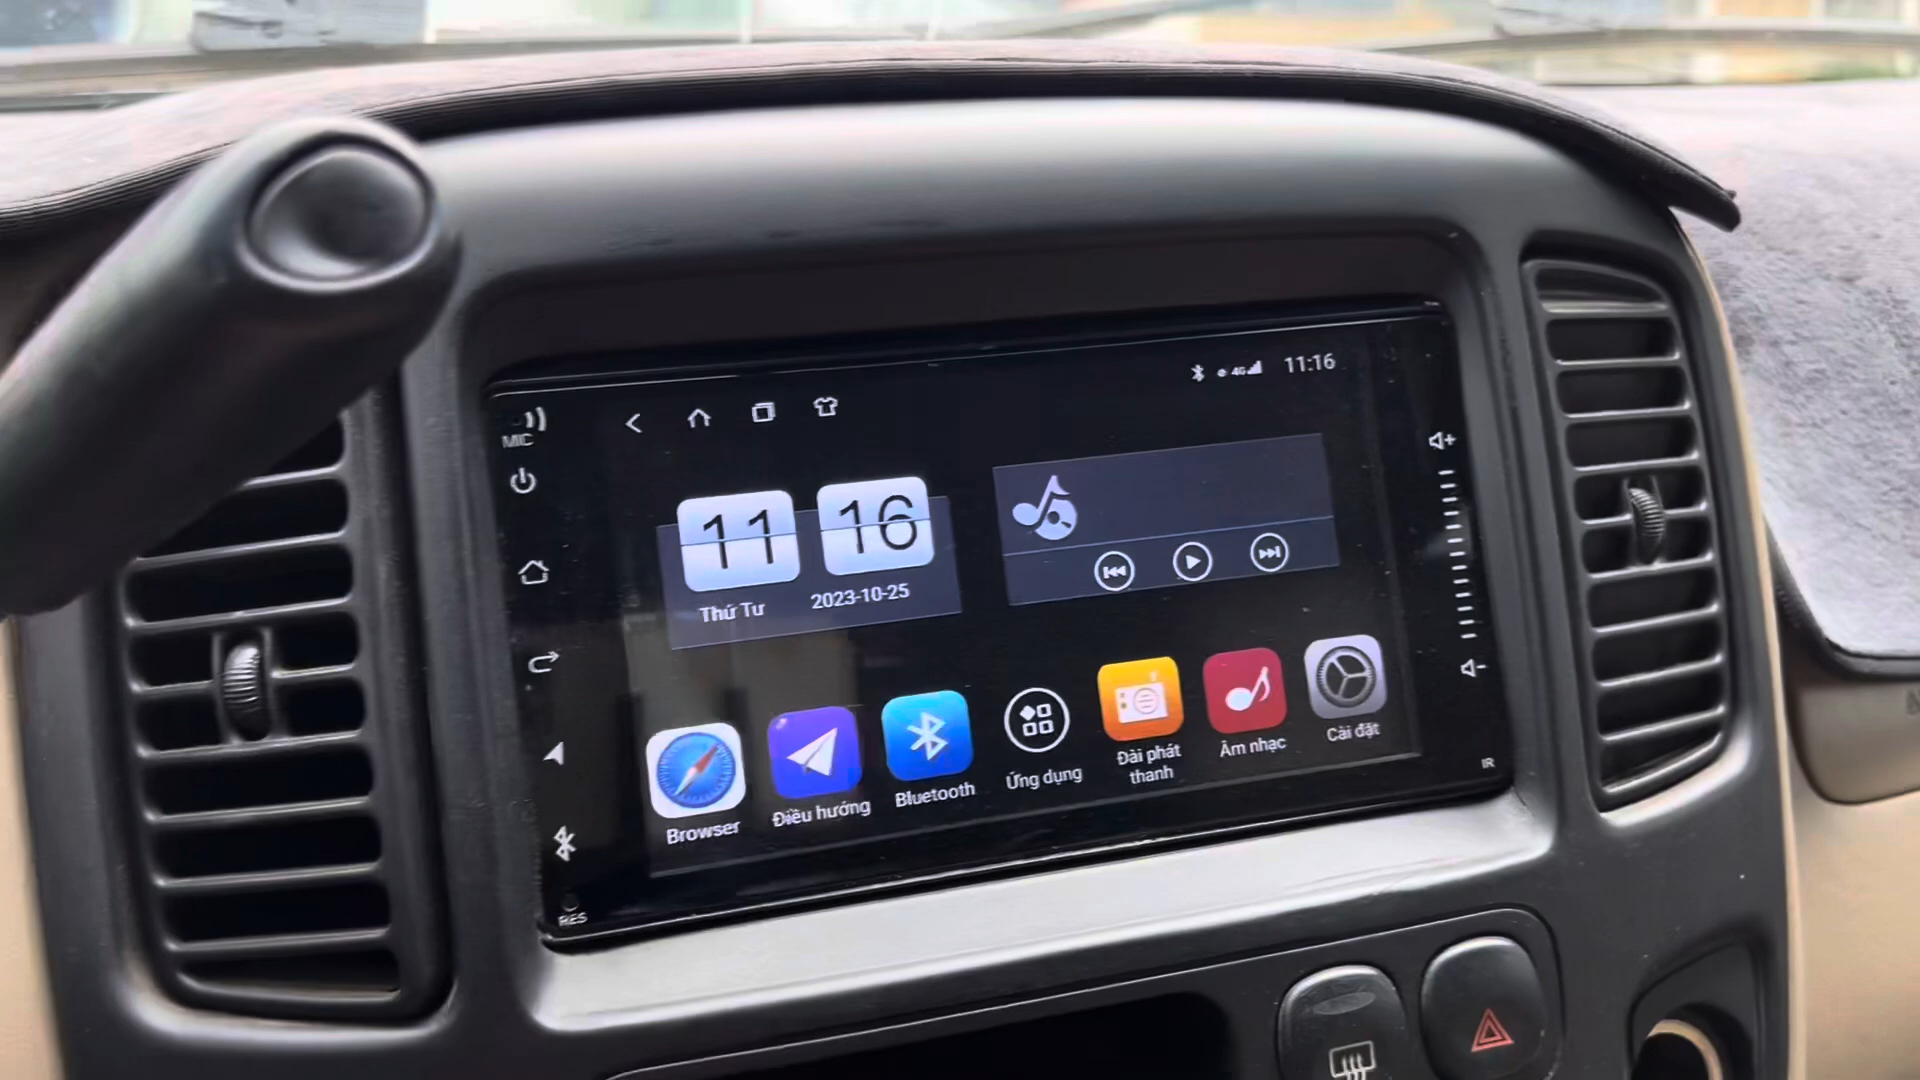 4G 11:16
MIC
11 16
Thứ Tư 2023-10-25
Browser
Điều hướng
Bluetooth
Ứng dụng
Đài phát
thanh
Âm nhạc
Cài đặt
IR
RES